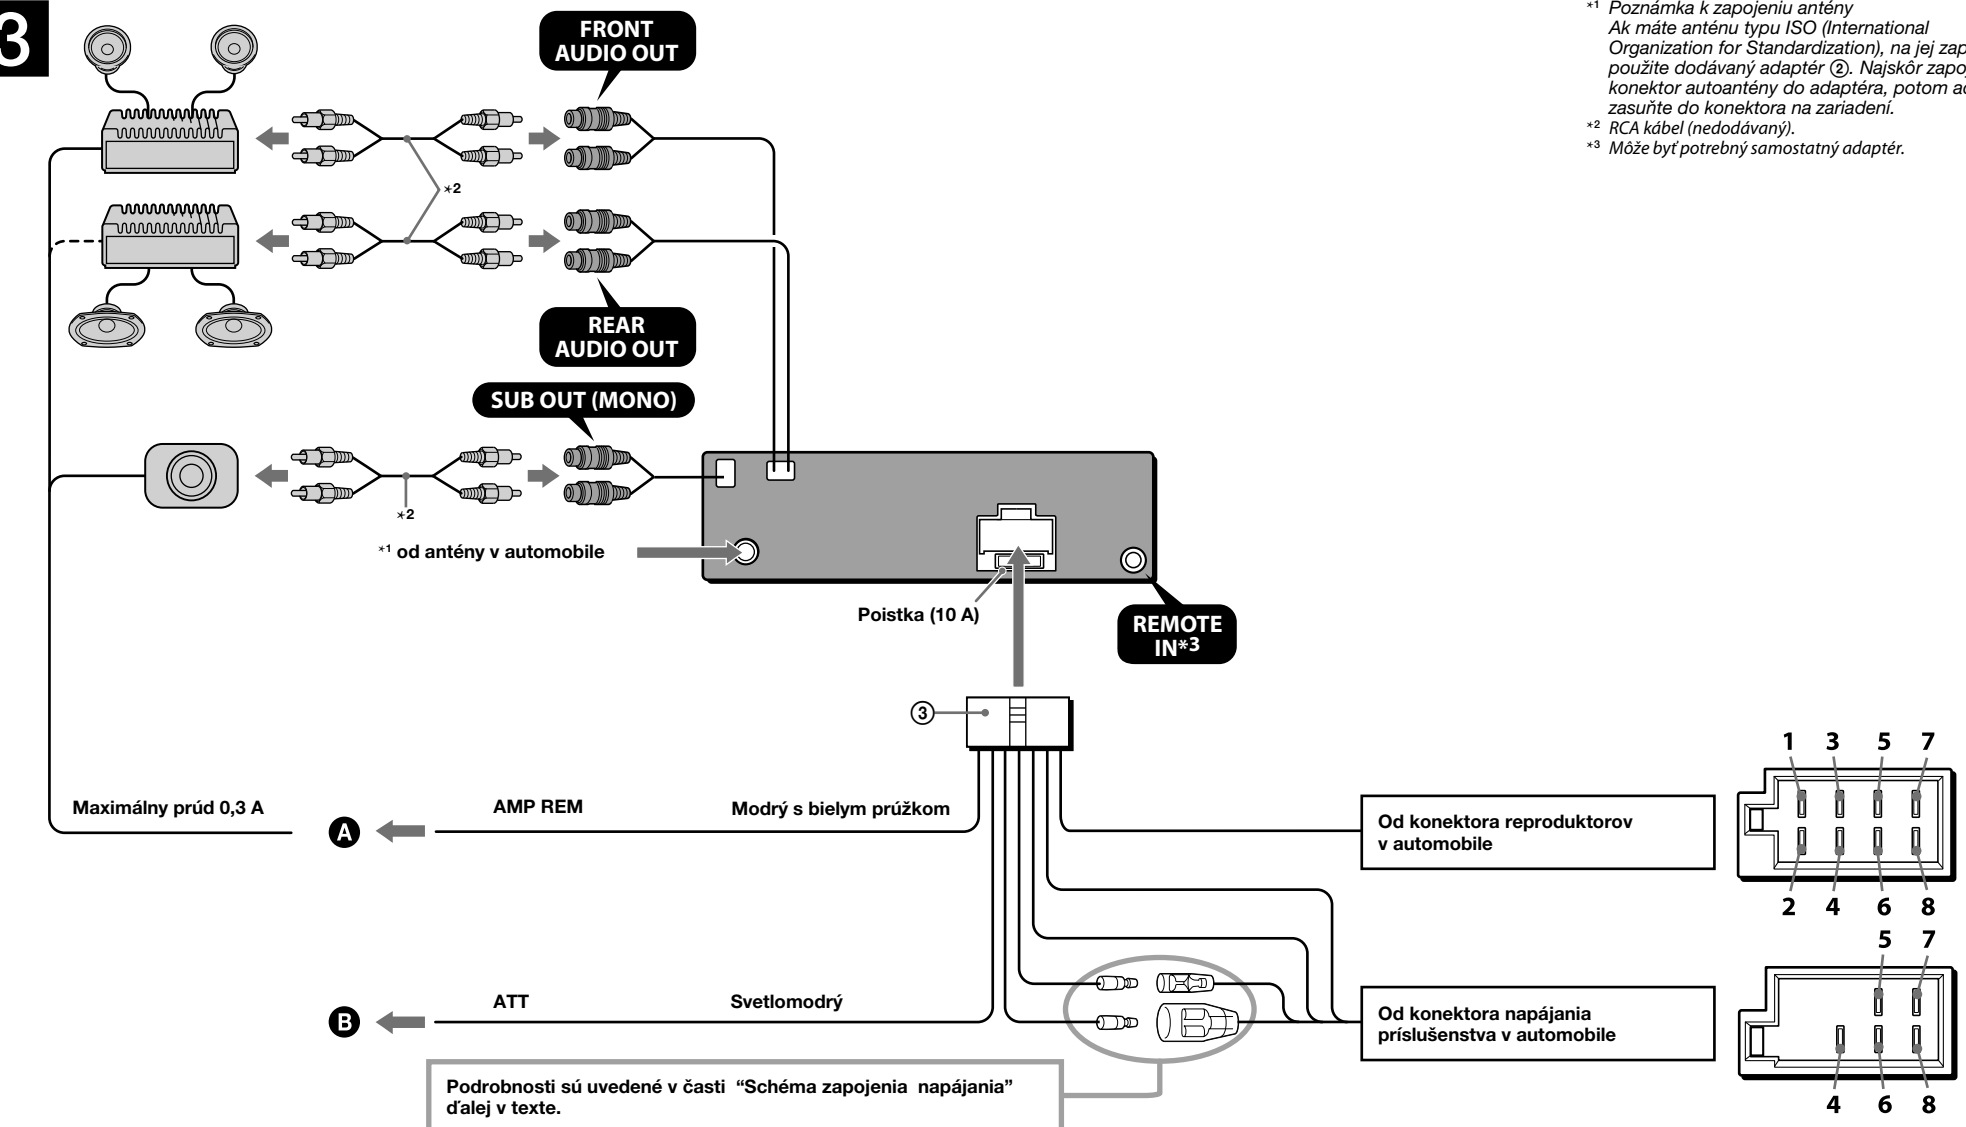 3
FRONT
AUDIO OUT
*1 Poznámka k zapojeniu antény
Ak máte anténu typu ISO (International
Organization for Standardization), na jej
použite dodávaný adaptér ②. Najskôr
konektor autoantény do adaptéra, potom
zasuňte do konektora na zariadení.
*2 RCA kábel (nedodávaný).
*3 Môže byť potrebný samostatný adaptér.
*2
REAR
AUDIO OUT
SUB OUT (MONO)
*2
*1 od antény v automobile
Poistka (10 A)
REMOTE
IN*3
③
Maximálny prúd 0,3 A
A
AMP REM
Modrý s bielym prúžkom
Od konektora reproduktorov
v automobile
1 3 5 7
2 4 6 8
B
ATT
Svetlomodrý
Od konektora napájania
príslušenstva v automobile
5 7
4 6 8
Podrobnosti sú uvedené v časti “Schéma zapojenia napájania”
ďalej v texte.